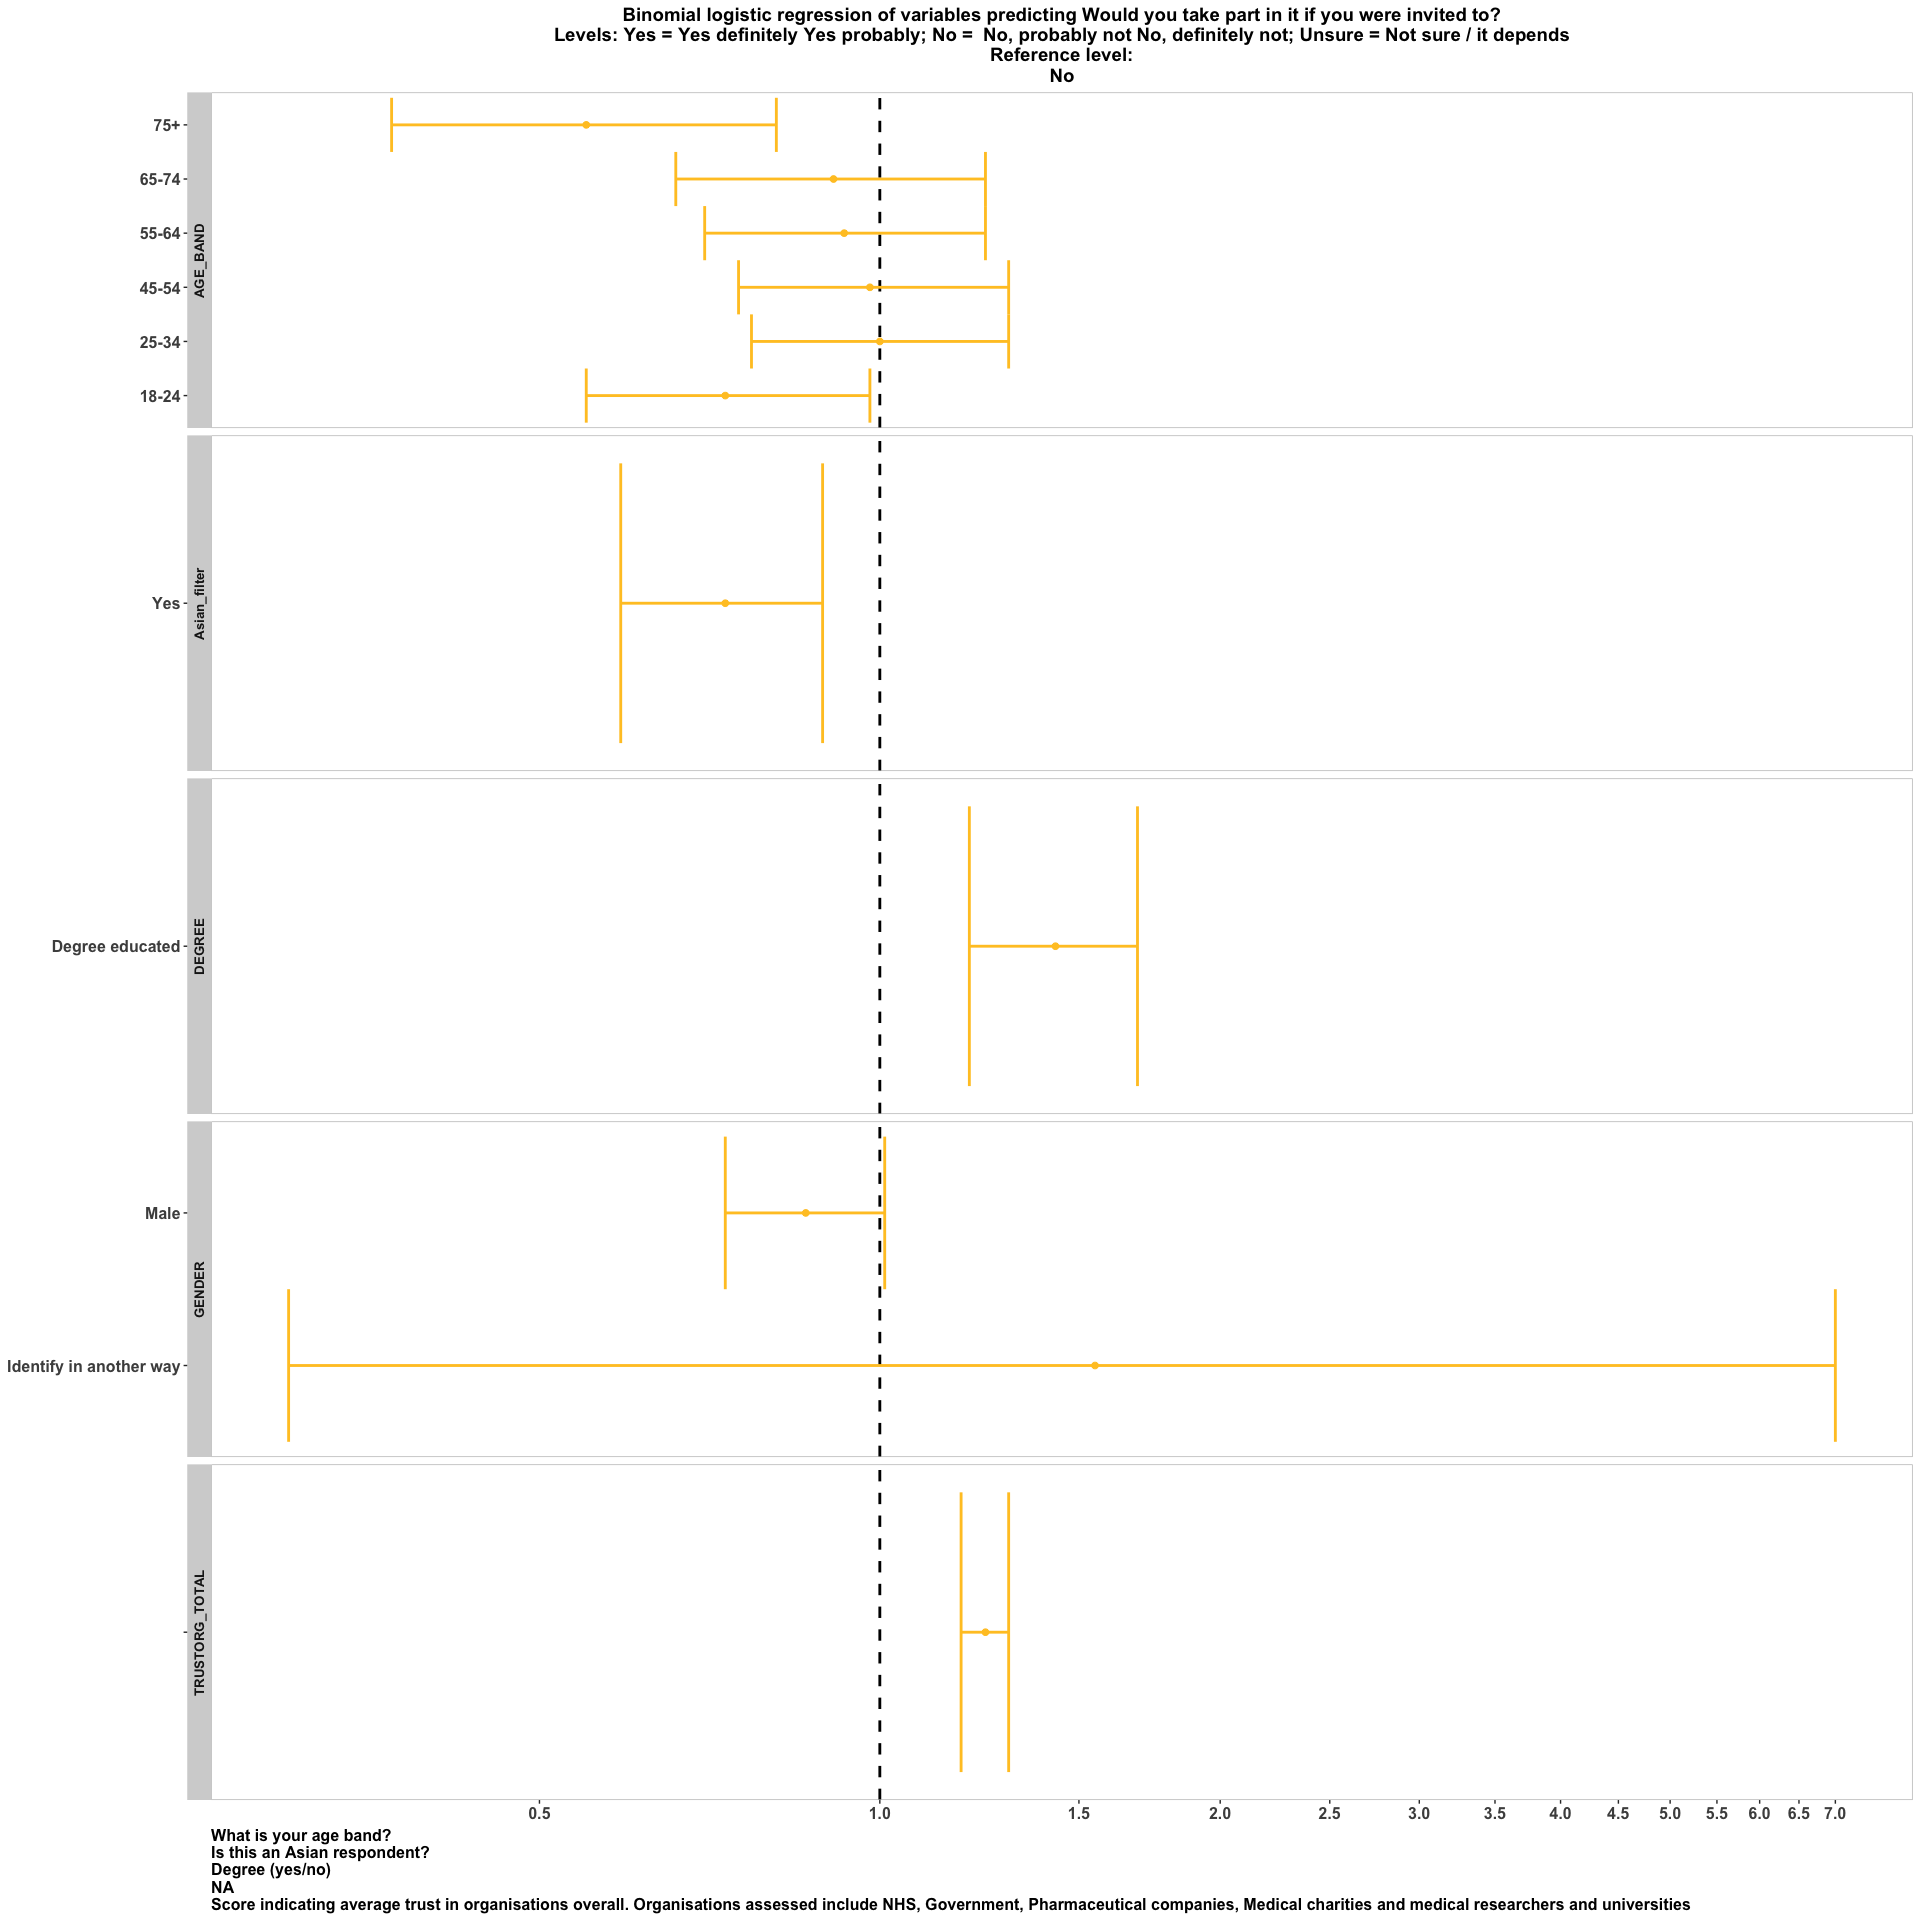 Binomial logistic regression of variables predicting Would you take part in it if you were invited to?
Levels: Yes = Yes definitely Yes probably; No =  No, probably not No, definitely not; Unsure = Not sure / it depends
Reference level:
No
AGE_BAND
75+
65-74
55-64
45-54
25-34
18-24
Asian_filter
Yes
DEGREE
Degree educated
GENDER
Male
Identify in another way
TRUSTORG_TOTAL
0.5 1.0 1.5 2.0 2.5 3.0 3.5 4.0 4.5 5.0 5.5 6.0 6.5 7.0
What is your age band?
Is this an Asian respondent?
Degree (yes/no)
NA
Score indicating average trust in organisations overall. Organisations assessed include NHS, Government, Pharmaceutical companies, Medical charities and medical researchers and universities